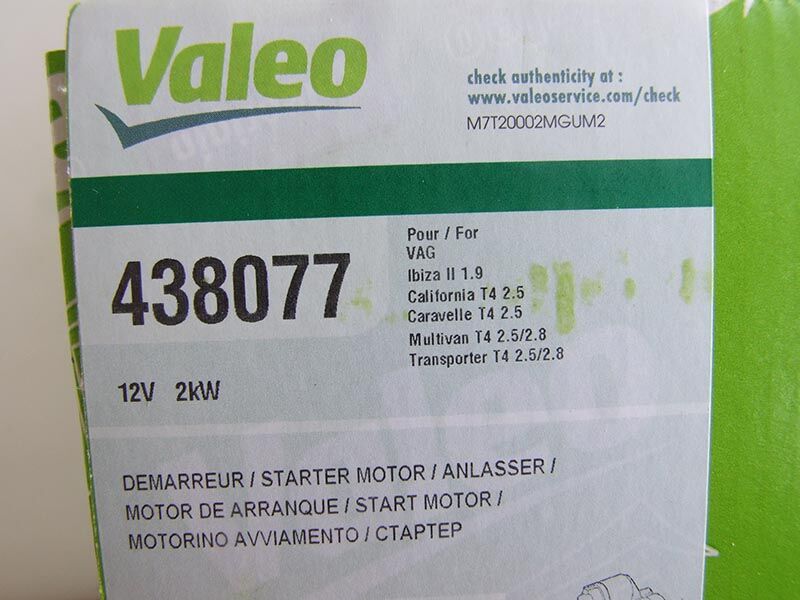 Valeo
check authenticity at :
www.valeoservice.com/check
M7T20002MGUM2
438077
Pour / For
VAG
Ibiza II 1.9
California T4 2.5
Caravelle T4 2.5
Multivan T4 2.5/2.8
Transporter T4 2.5/2.8
12V 2kW
DEMARREUR / STARTER MOTOR / ANLASSER /
MOTOR DE ARRANQUE / START MOTOR /
MOTORINO AVVIAMENTO / СТАРТЕР